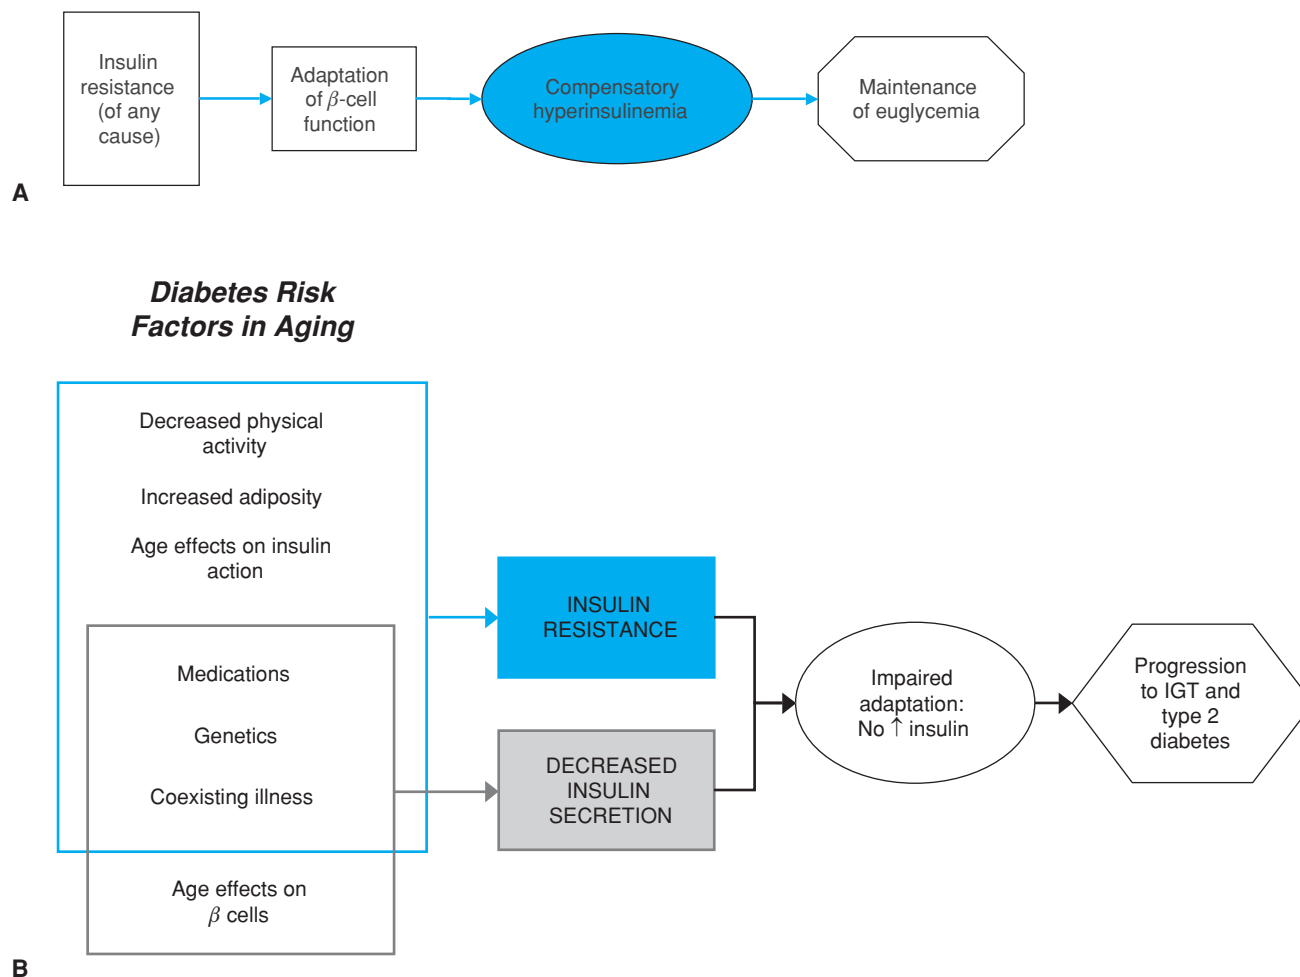 Insulin
resistance
(of any
cause)
Adaptation
of β-cell
function
Compensatory
hyperinsulinemia
Maintenance
of euglycemia
A
Diabetes Risk
Factors in Aging
Decreased physical
activity
Increased adiposity
Age effects on insulin
action
Medications
Genetics
Coexisting illness
Age effects on
β cells
INSULIN
RESISTANCE
DECREASED
INSULIN
SECRETION
Impaired
adaptation:
No ↑ insulin
Progression
to IGT and
type 2
diabetes
B